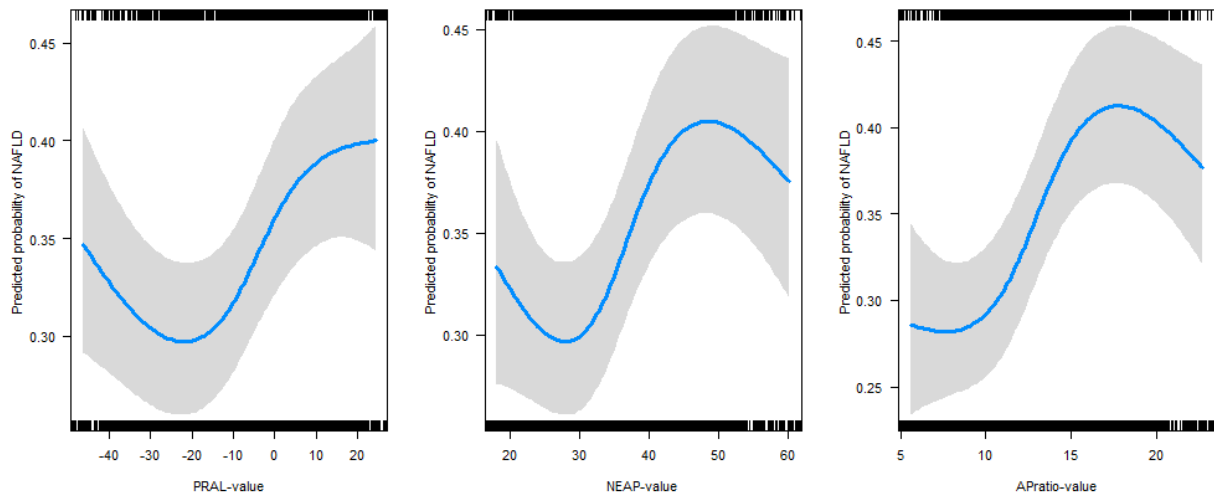 Predicted probability of NAFLD
0.45
0.40
0.35
0.30
-40 -30 -20 -10 0 10 20
PRAL-value
Predicted probability of NAFLD
0.45
0.40
0.35
0.30
20 30 40 50 60
NEAP-value
Predicted probability of NAFLD
0.45
0.40
0.35
0.30
0.25
5 10 15 20
APratio-value